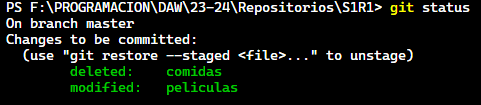 PS F:\PROGRAMACION\DAW\23-24\Repositorios\S1R1> git status
On branch master
Changes to be committed:
  (use "git restore --staged <file>..." to unstage)
        deleted:    comidas
        modified:   peliculas